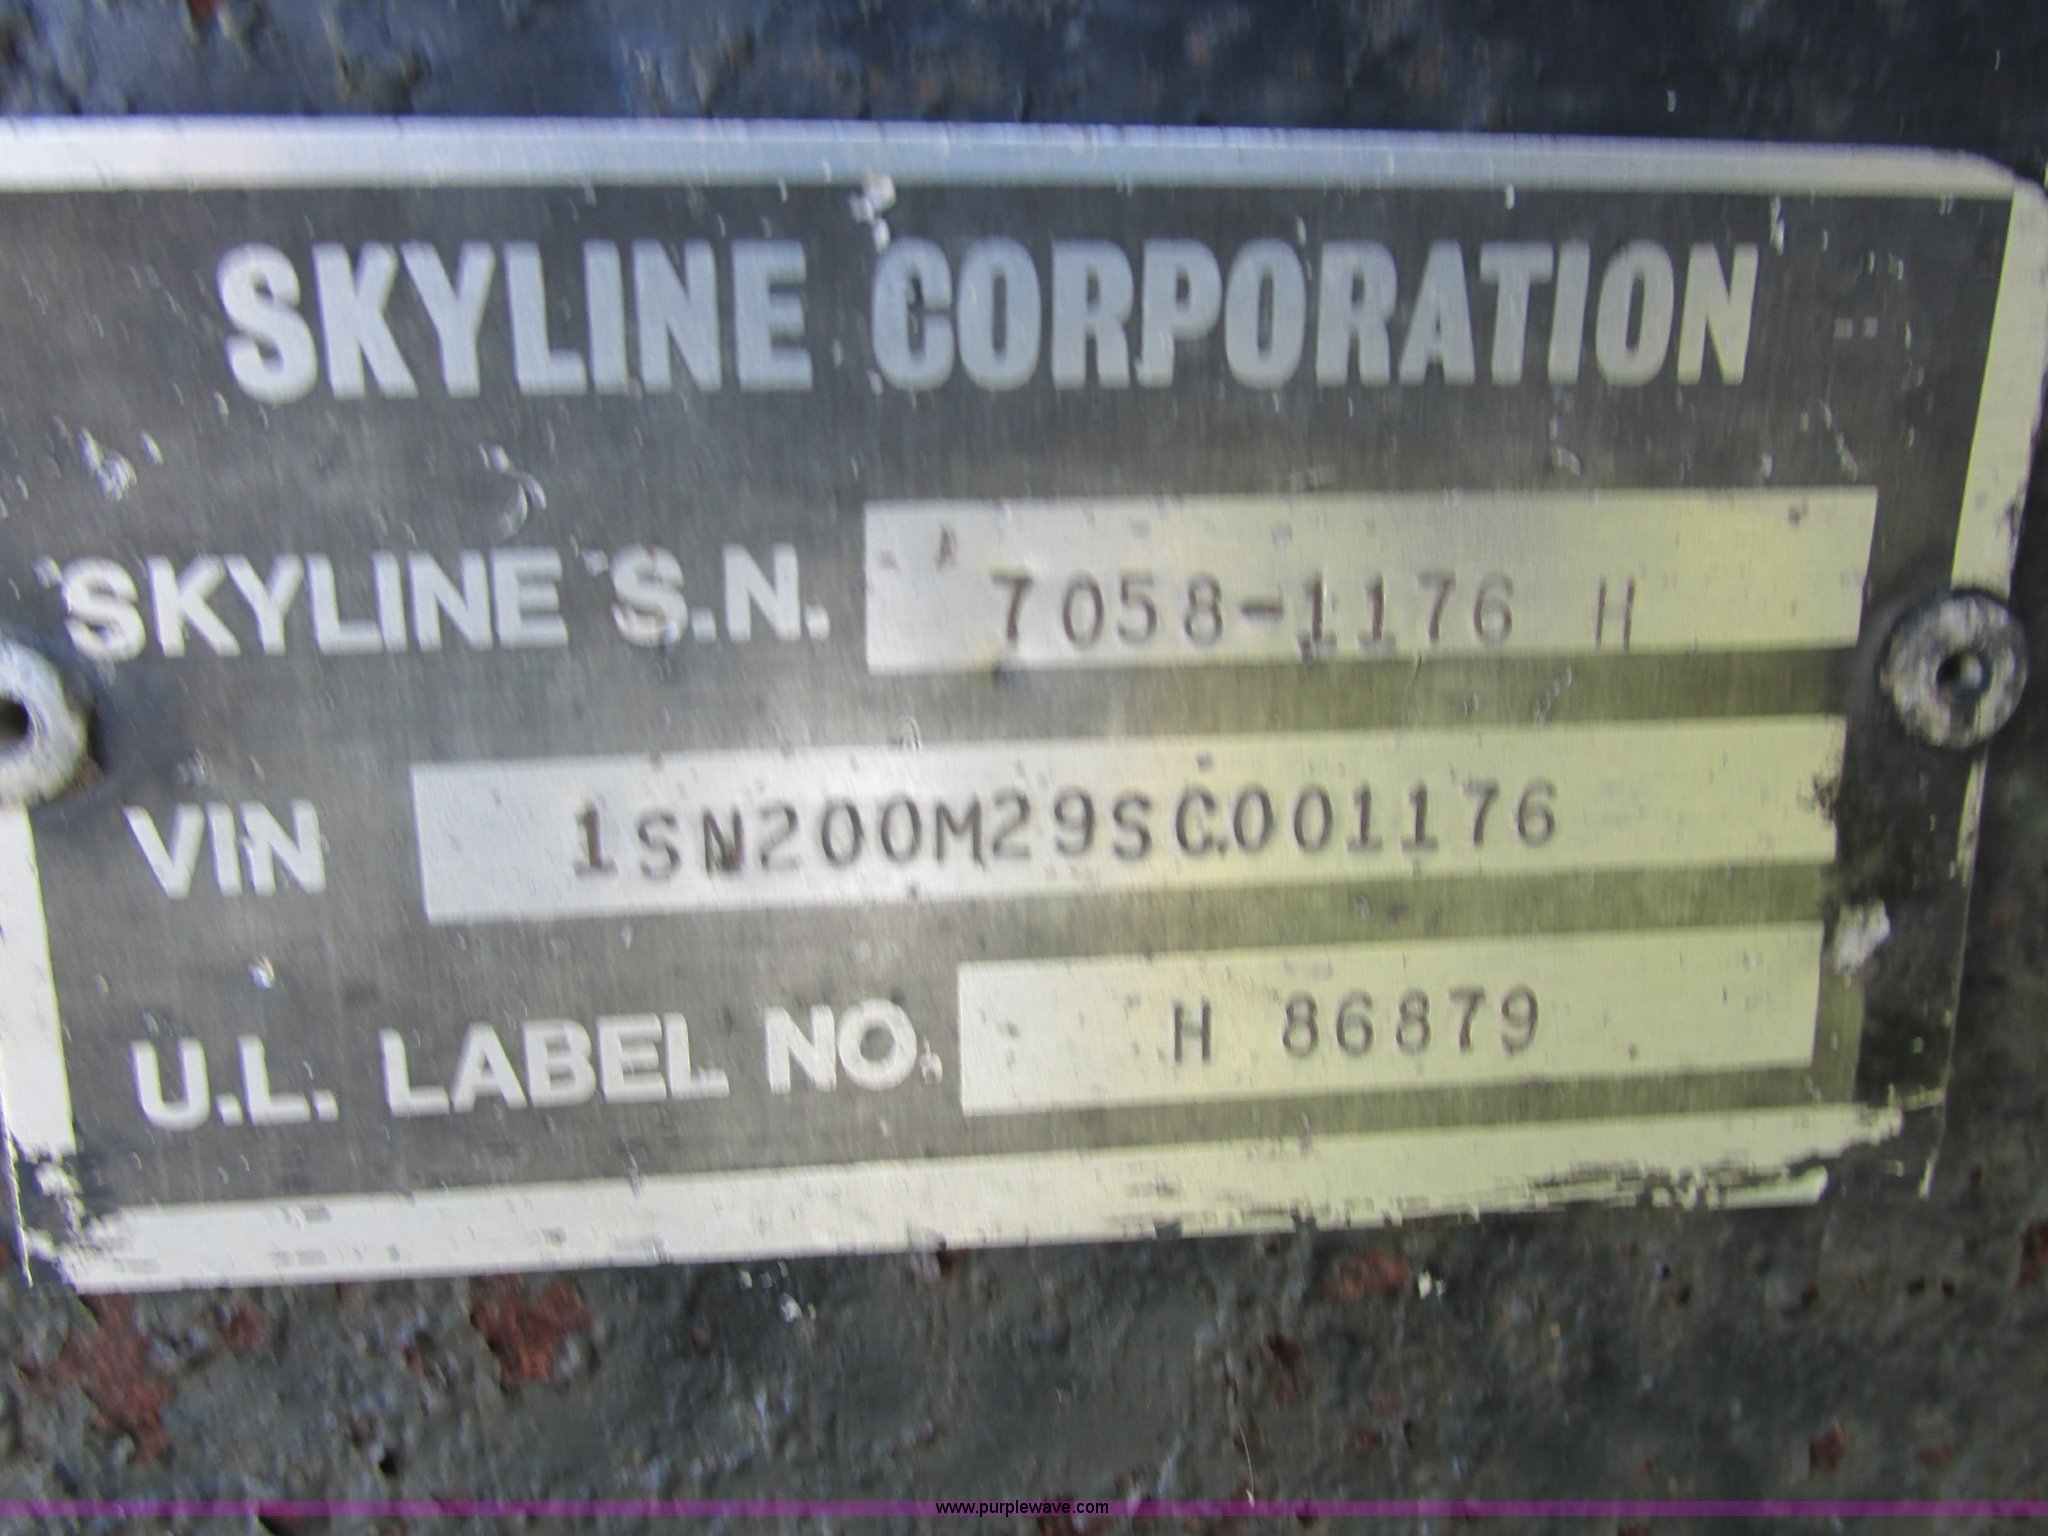 SKYLINE CORPORATION
SKYLINE S.N. 7058-1176 H
VIN 1SN200M29SC001176
U.L. LABEL NO. H 86879
www.purplewave.com